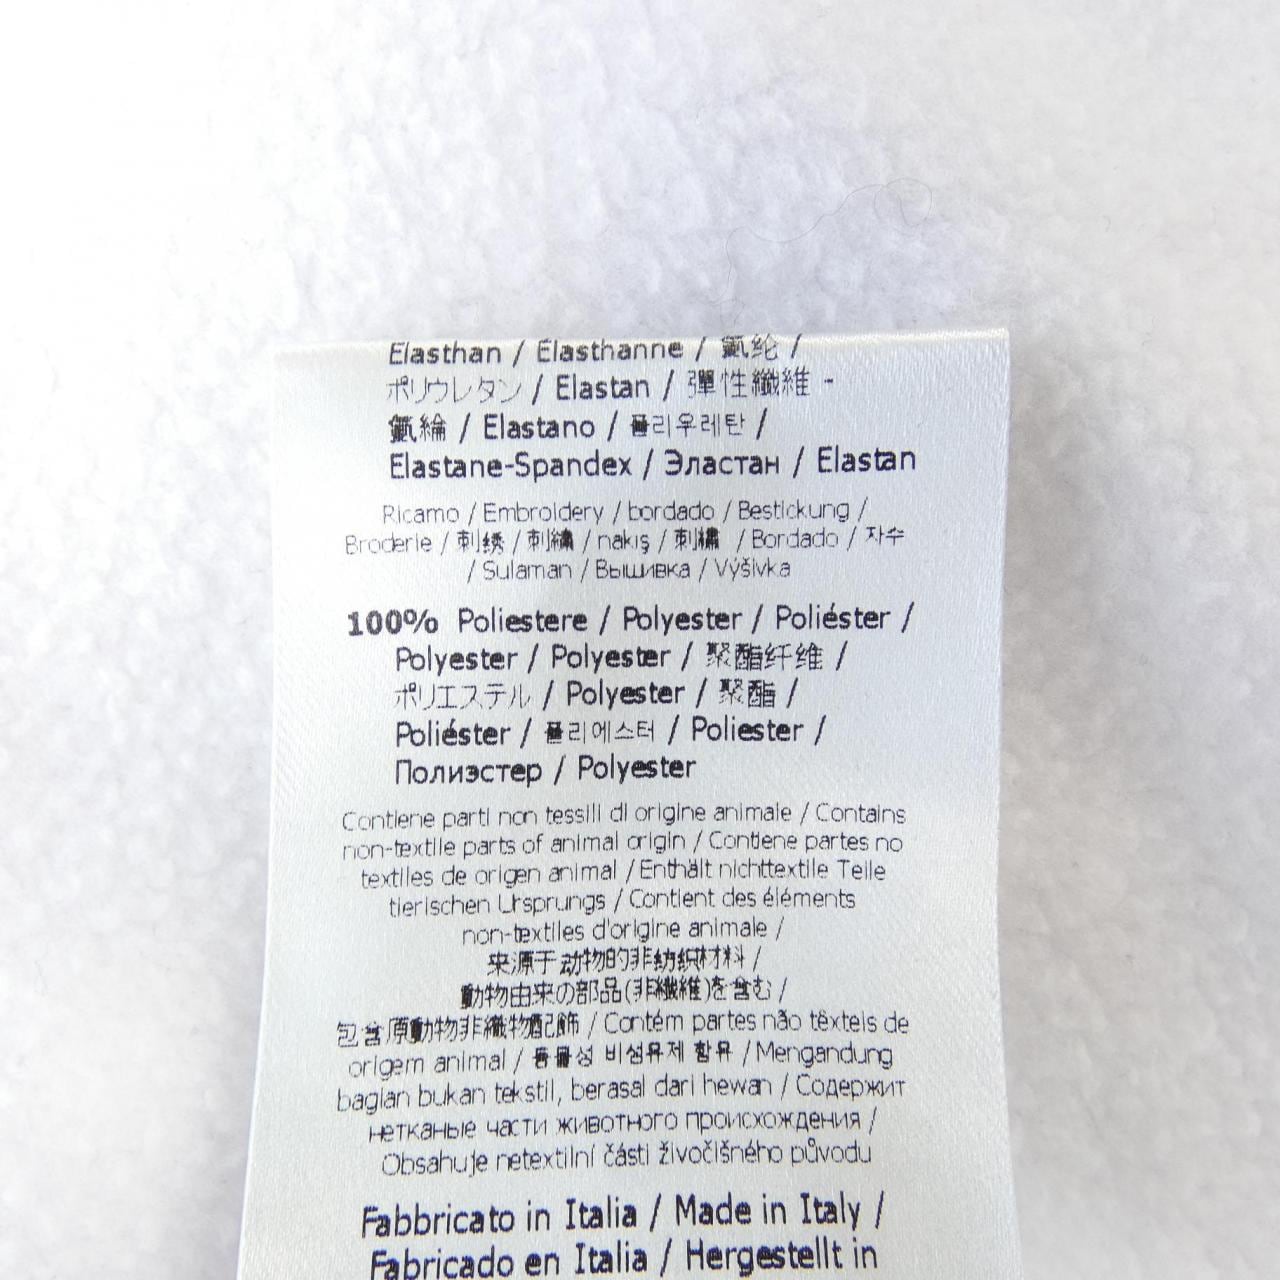 Elasthan / Élasthanne / 氨纶 /
ポリウレタン / Elastan / 彈性纖維 -
氨綸 / Elastano / 폴리우레탄 /
Elastane-Spandex / Эластан / Elastan
Ricamo / Embroidery / bordado / Bestickung /
Broderie / 刺绣 / 刺繍 / nakış / 刺繡 / Bordado / 자수
/ Sulaman / Вышивка / Výšivka
100% Poliestere / Polyester / Poliéster /
Polyester / Polyester / 聚酯纤维 /
ポリエステル / Polyester / 聚酯 /
Poliéster / 폴리에스터 / Poliester /
Полиэстер / Polyester
Contiene parti non tessili di origine animale / Contains
non-textile parts of animal origin / Contiene partes no
textiles de origen animal / Enthält nichttextile Teile
tierischen Ursprungs / Contient des éléments
non-textiles d'origine animale /
来源于动物的非纺织材料 /
動物由来の部品(非繊維)を含む /
包含原動物非織物配飾 / Contém partes não têxteis de
origem animal / 동물성 비섬유제 함유 / Mengandung
bagian bukan tekstil, berasal dari hewan / Содержит
нетканые части животного происхождения /
Obsahuje netextilní části živočišného původu
Fabbricato in Italia / Made in Italy /
Fabricado en Italia / Hergestellt in